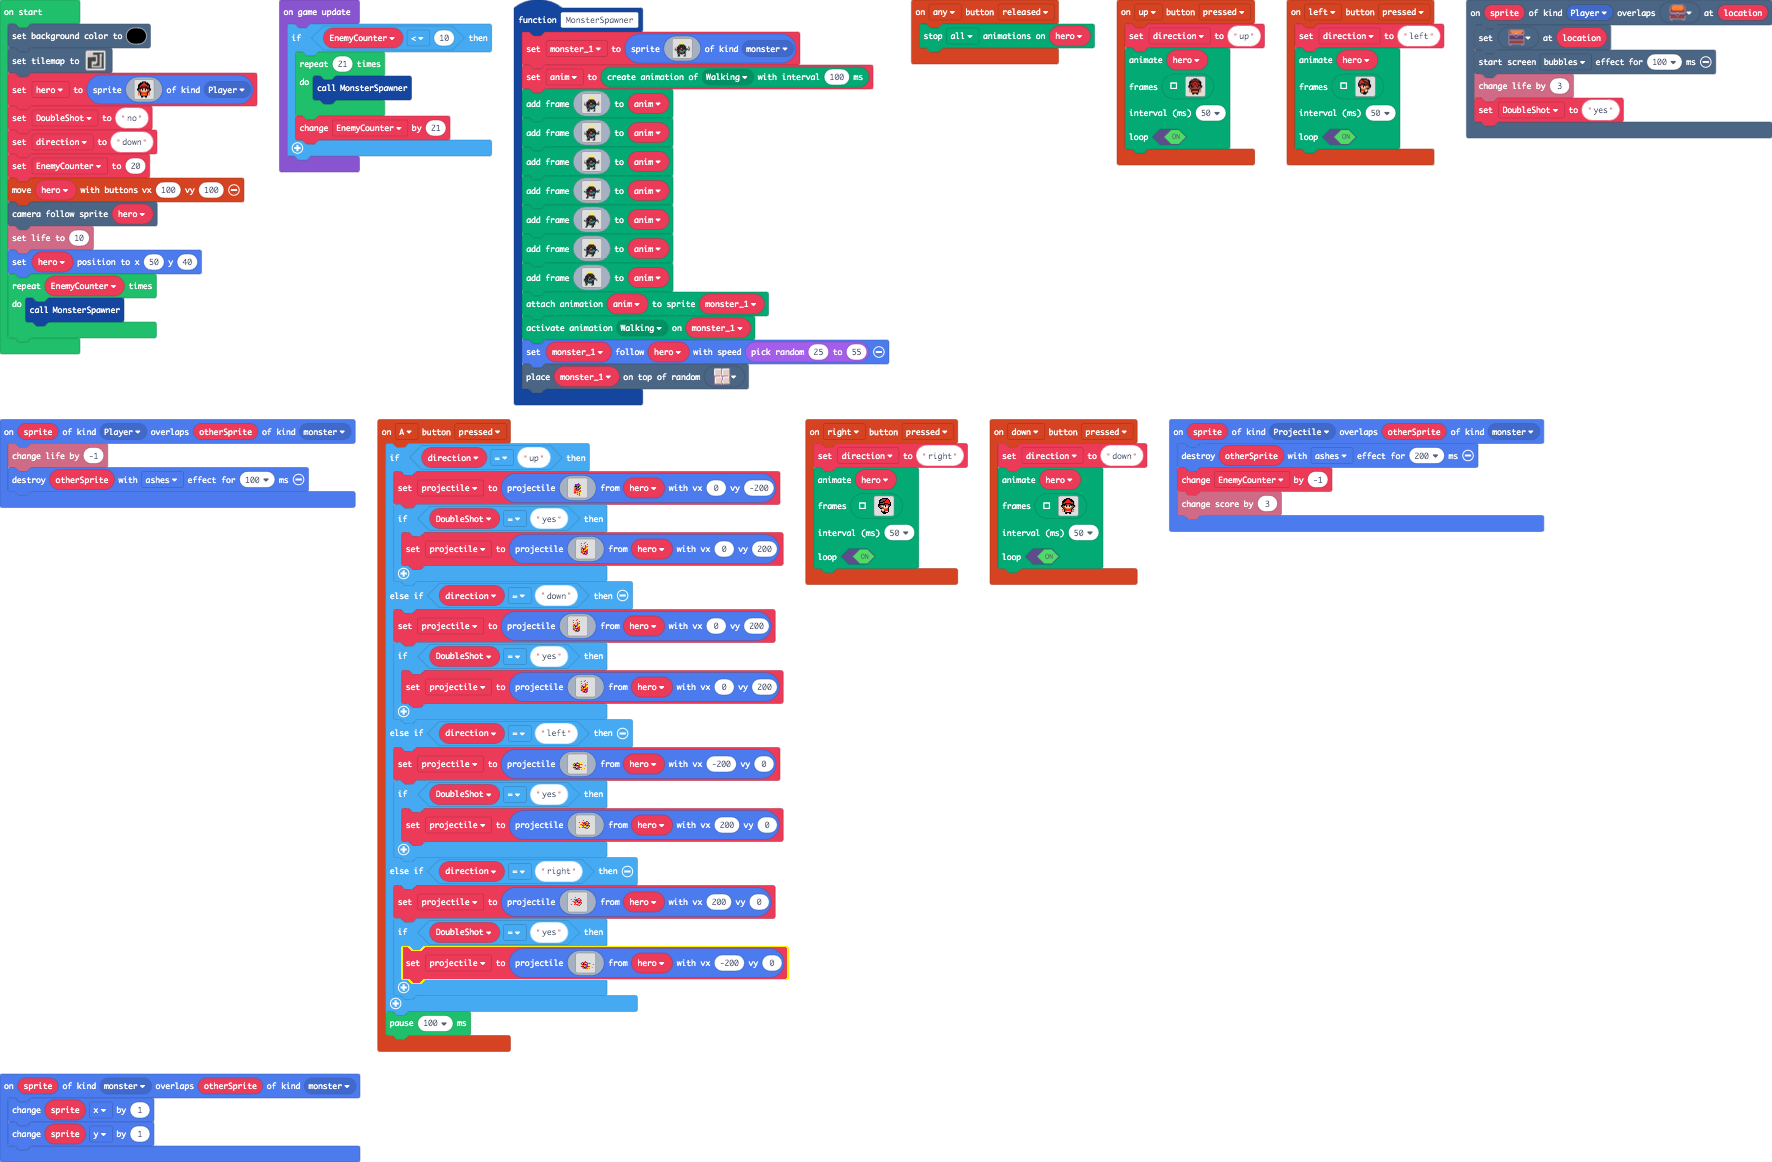 on start
set background color to
set tilemap to
set hero to sprite of kind Player
set DoubleShot to "no"
set direction to "down"
set EnemyCounter to 20
move hero with buttons vx 100 vy 100
camera follow sprite hero
set life to 10
set hero position to x 50 y 40
repeat EnemyCounter times
do call MonsterSpawner
on game update
if EnemyCounter < 10 then
repeat 21 times
do call MonsterSpawner
change EnemyCounter by 21
function MonsterSpawner
set monster_1 to sprite of kind monster
set anim to create animation of Walking with interval 100 ms
add frame to anim
add frame to anim
add frame to anim
add frame to anim
add frame to anim
add frame to anim
add frame to anim
attach animation anim to sprite monster_1
activate animation Walking on monster_1
set monster_1 follow hero with speed pick random 25 to 55
place monster_1 on top of random
on any button released
stop all animations on hero
on up button pressed
set direction to "up"
animate hero
frames
interval (ms) 50
loop ON
on left button pressed
set direction to "left"
animate hero
frames
interval (ms) 50
loop ON
on sprite of kind Player overlaps at location
set at location
start screen bubbles effect for 100 ms
change life by 3
set DoubleShot to "yes"
on sprite of kind Player overlaps otherSprite of kind monster
change life by -1
destroy otherSprite with ashes effect for 100 ms
on A button pressed
if direction = "up" then
set projectile to projectile from hero with vx 0 vy -200
if DoubleShot = "yes" then
set projectile to projectile from hero with vx 0 vy 200
else if direction = "down" then
set projectile to projectile from hero with vx 0 vy 200
if DoubleShot = "yes" then
set projectile to projectile from hero with vx 0 vy 200
else if direction = "left" then
set projectile to projectile from hero with vx -200 vy 0
if DoubleShot = "yes" then
set projectile to projectile from hero with vx 200 vy 0
else if direction = "right" then
set projectile to projectile from hero with vx 200 vy 0
if DoubleShot = "yes" then
set projectile to projectile from hero with vx -200 vy 0
pause 100 ms
on right button pressed
set direction to "right"
animate hero
frames
interval (ms) 50
loop ON
on down button pressed
set direction to "down"
animate hero
frames
interval (ms) 50
loop ON
on sprite of kind Projectile overlaps otherSprite of kind monster
destroy otherSprite with ashes effect for 200 ms
change EnemyCounter by -1
change score by 3
on sprite of kind monster overlaps otherSprite of kind monster
change sprite x by 1
change sprite y by 1